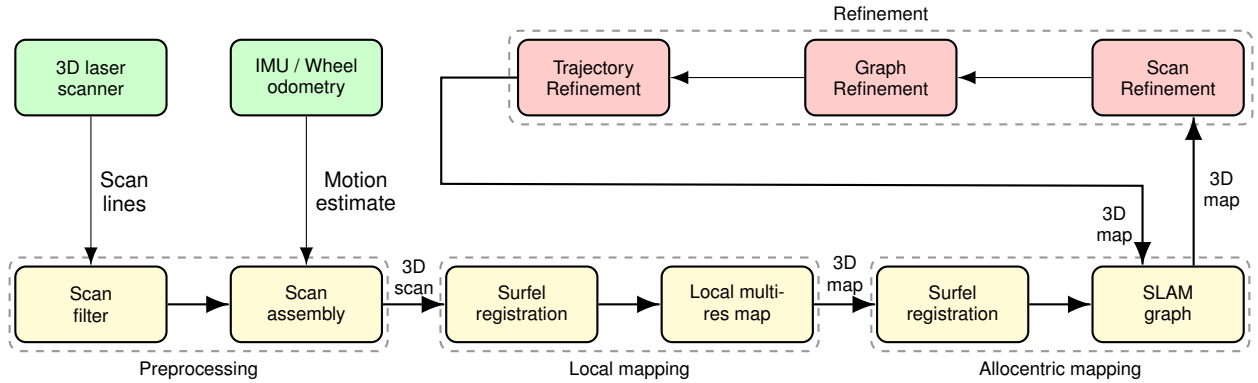 Refinement
3D laser
scanner
IMU / Wheel
odometry
Trajectory
Refinement
Graph
Refinement
Scan
Refinement
Scan
lines
Motion
estimate
3D
map
3D
map
Scan
filter
Scan
assembly
3D
scan
Surfel
registration
Local multi-
res map
3D
map
Surfel
registration
SLAM
graph
Preprocessing
Local mapping
Allocentric mapping